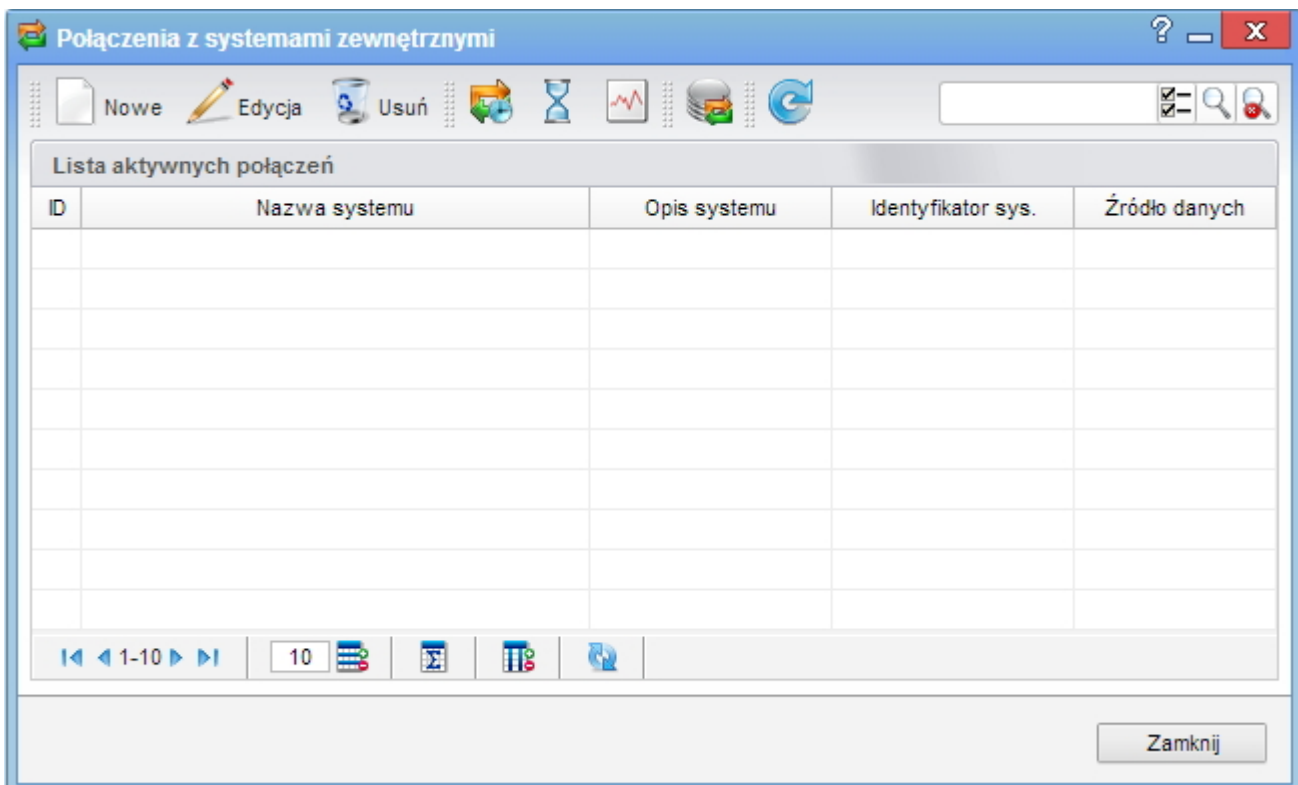 Połączenia z systemami zewnętrznymi
Nowe Edycja Usuń
Lista aktywnych połączeń
ID Nazwa systemu Opis systemu Identyfikator sys. Źródło danych
1-10 10
Zamknij